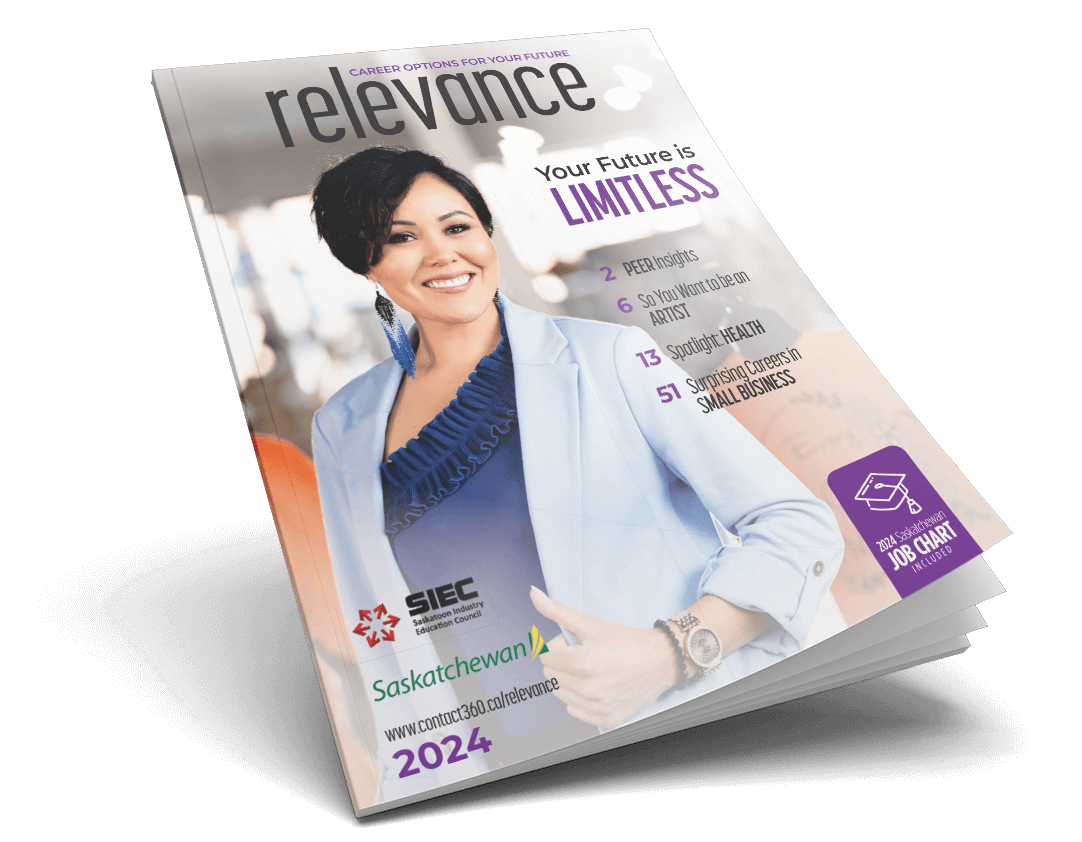 CAREER OPTIONS FOR YOUR FUTURE
relevance
Your Future is
LIMITLESS
2 PEER Insights
6 So You Want to be an
ARTIST
13 Spotlight: HEALTH
51 Surprising Careers in
SMALL BUSINESS
2024 Saskatchewan
JOB CHART
INCLUDED
SIEC
Saskatoon Industry
Education Council
Saskatchewan
www.contact360.ca/relevance
2024